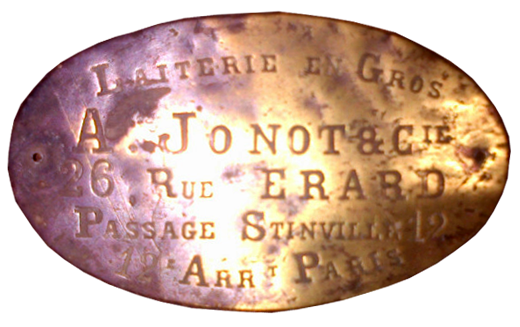 LAITERIE EN GROS
A JONOT & CIE
26, RUE ERARD
PASSAGE STINVILLE 12
12E ARRT PARIS